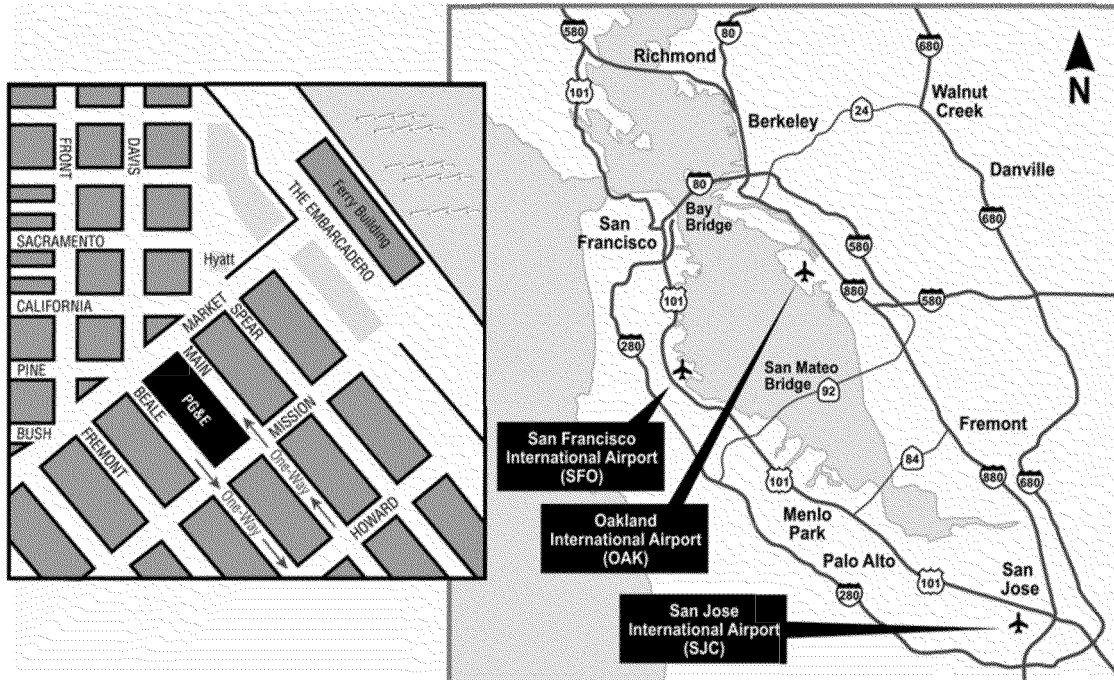 FRONT
DAVIS
SACRAMENTO
Hyatt
CALIFORNIA
PINE
BUSH
Ferry Building
THE EMBARCADERO
MARKET
SPEAR
MAIN
PG&E
BEALE
MISSION
FREMONT
One-Way
One-Way
HOWARD
580
80
680
Richmond
101
N
Walnut
Creek
24
Berkeley
Danville
80
Bay
Bridge
San
Francisco
680
580
880
580
101
280
San Mateo
Bridge
92
Fremont
San Francisco
International Airport
(SFO)
84
101
880
680
Oakland
International Airport
(OAK)
Menlo
Park
Palo Alto
101
San
Jose
280
San Jose
International Airport
(SJC)